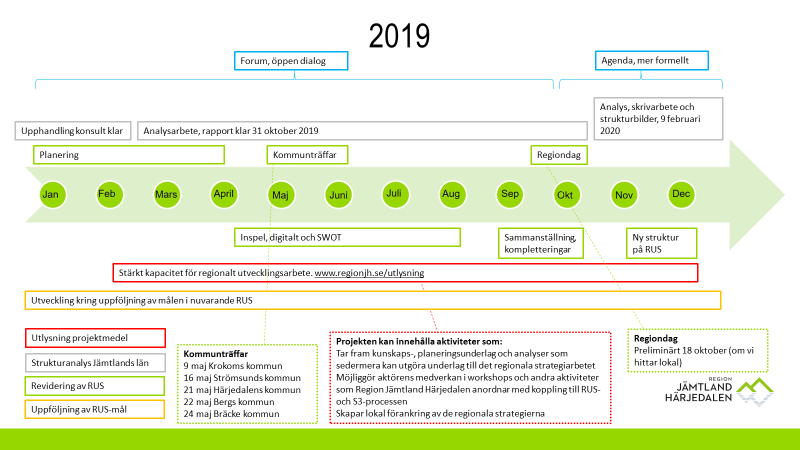 2019
Forum, öppen dialog
Agenda, mer formellt
Upphandling konsult klar
Analysarbete, rapport klar 31 oktober 2019
Analys, skrivarbete och
strukturbilder, 9 februari
2020
Planering
Kommunträffar
Regiondag
Jan
Feb
Mars
April
Maj
Juni
Juli
Aug
Sep
Okt
Nov
Dec
Inspel, digitalt och SWOT
Sammanställning,
kompletteringar
Ny struktur
på RUS
Stärkt kapacitet för regionalt utvecklingsarbete. www.regionjh.se/utlysning
Utveckling kring uppföljning av målen i nuvarande RUS
Utlysning projektmedel
Strukturanalys Jämtlands län
Revidering av RUS
Uppföljning av RUS-mål
Kommunträffar
9 maj Krokoms kommun
16 maj Strömsunds kommun
21 maj Härjedalens kommun
22 maj Bergs kommun
24 maj Bräcke kommun
Projekten kan innehålla aktiviteter som:
Tar fram kunskaps-, planeringsunderlag och analyser som
sedermera kan utgöra underlag till det regionala strategiarbetet
Möjliggör aktörens medverkan i workshops och andra aktiviteter
som Region Jämtland Härjedalen anordnar med koppling till RUS-
och S3-processen
Skapar lokal förankring av de regionala strategierna
Regiondag
Preliminärt 18 oktober (om vi
hittar lokal)
REGION
JÄMTLAND
HÄRJEDALEN